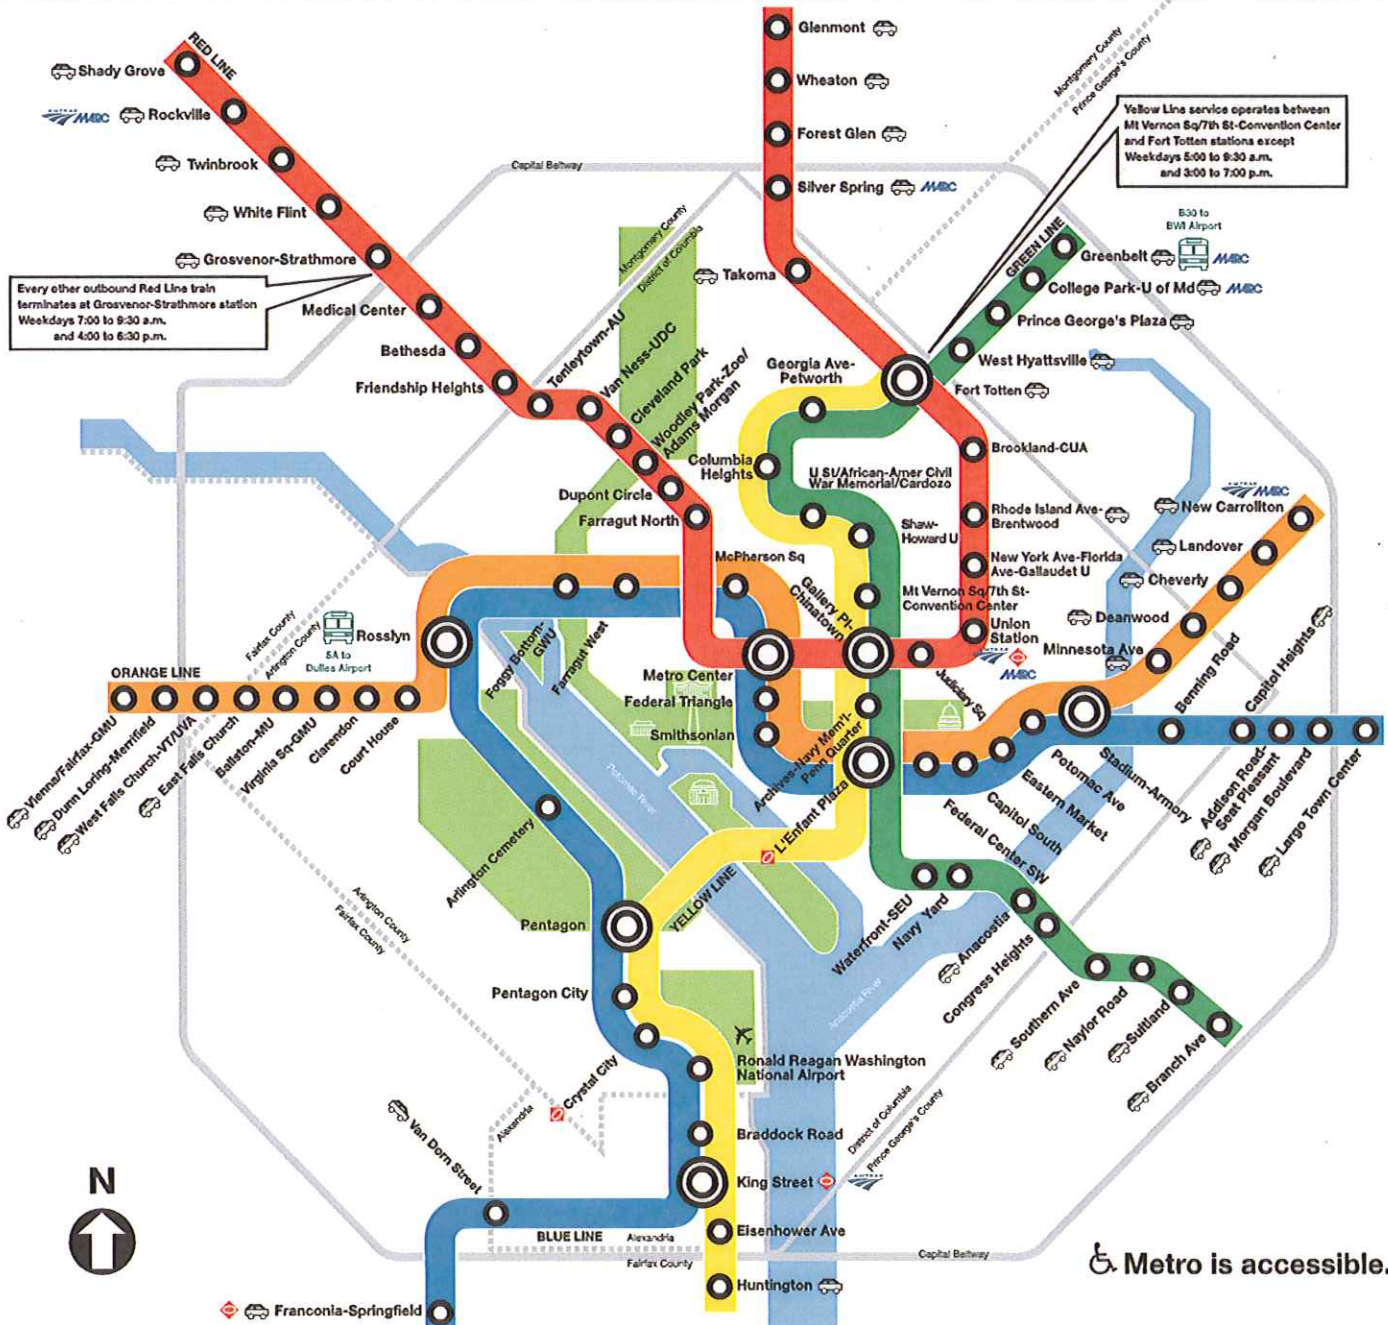 Glenmont
Wheaton
Forest Glen
Silver Spring
MARC
Takoma
RED LINE
Shady Grove
MARC
Rockville
Twinbrook
White Flint
Grosvenor-Strathmore
Every other outbound Red Line train
terminates at Grosvenor-Strathmore station
Weekdays 7:00 to 9:30 a.m.
and 4:00 to 6:30 p.m.
Medical Center
Bethesda
Friendship Heights
Tenleytown-AU
Van Ness-UDC
Cleveland Park
Woodley Park-Zoo/
Adams Morgan
Dupont Circle
Farragut North
Capital Beltway
Montgomery County
District of Columbia
Montgomery County
Prince George's County
Yellow Line service operates between
Mt Vernon Sq/7th St-Convention Center
and Fort Totten stations except
Weekdays 5:00 to 9:30 a.m.
and 3:00 to 7:00 p.m.
B30 to
BWI Airport
GREEN LINE
Greenbelt
MARC
College Park-U of Md
MARC
Prince George's Plaza
West Hyattsville
Fort Totten
Georgia Ave-
Petworth
Columbia
Heights
U St/African-Amer Civil
War Memorial/Cardozo
Shaw-
Howard U
Mt Vernon Sq/7th St-
Convention Center
Gallery Pl-
Chinatown
Brookland-CUA
Rhode Island Ave-
Brentwood
New York Ave-Florida
Ave-Gallaudet U
Union
Station
AMTRAK
MARC
Judiciary Sq
AMTRAK
MARC
New Carrollton
Landover
Cheverly
Deanwood
Minnesota Ave
Benning Road
Capitol Heights
Addison Road-
Seat Pleasant
Morgan Boulevard
Largo Town Center
Stadium-Armory
Potomac Ave
Eastern Market
Capitol South
Federal Center SW
McPherson Sq
Metro Center
Federal Triangle
Smithsonian
Archives-Navy Mem'l-
Penn Quarter
L'Enfant Plaza
Farragut West
Foggy Bottom-
GWU
Rosslyn
5A to
Dulles Airport
Fairfax County
Arlington County
ORANGE LINE
Vienna/Fairfax-GMU
Dunn Loring-Merrifield
West Falls Church-VT/UVA
East Falls Church
Ballston-MU
Virginia Sq-GMU
Clarendon
Court House
Potomac River
Arlington Cemetery
Arlington County
Fairfax County
Pentagon
YELLOW LINE
Pentagon City
Crystal City
Ronald Reagan Washington
National Airport
Braddock Road
King Street
AMTRAK
Eisenhower Ave
Huntington
Waterfront-SEU
Navy Yard
Anacostia
Congress Heights
Southern Ave
Naylor Road
Suitland
Branch Ave
Anacostia River
District of Columbia
Prince George's County
Alexandria
Van Dorn Street
BLUE LINE
Alexandria
Fairfax County
Capital Beltway
Franconia-Springfield
N
Metro is accessible.